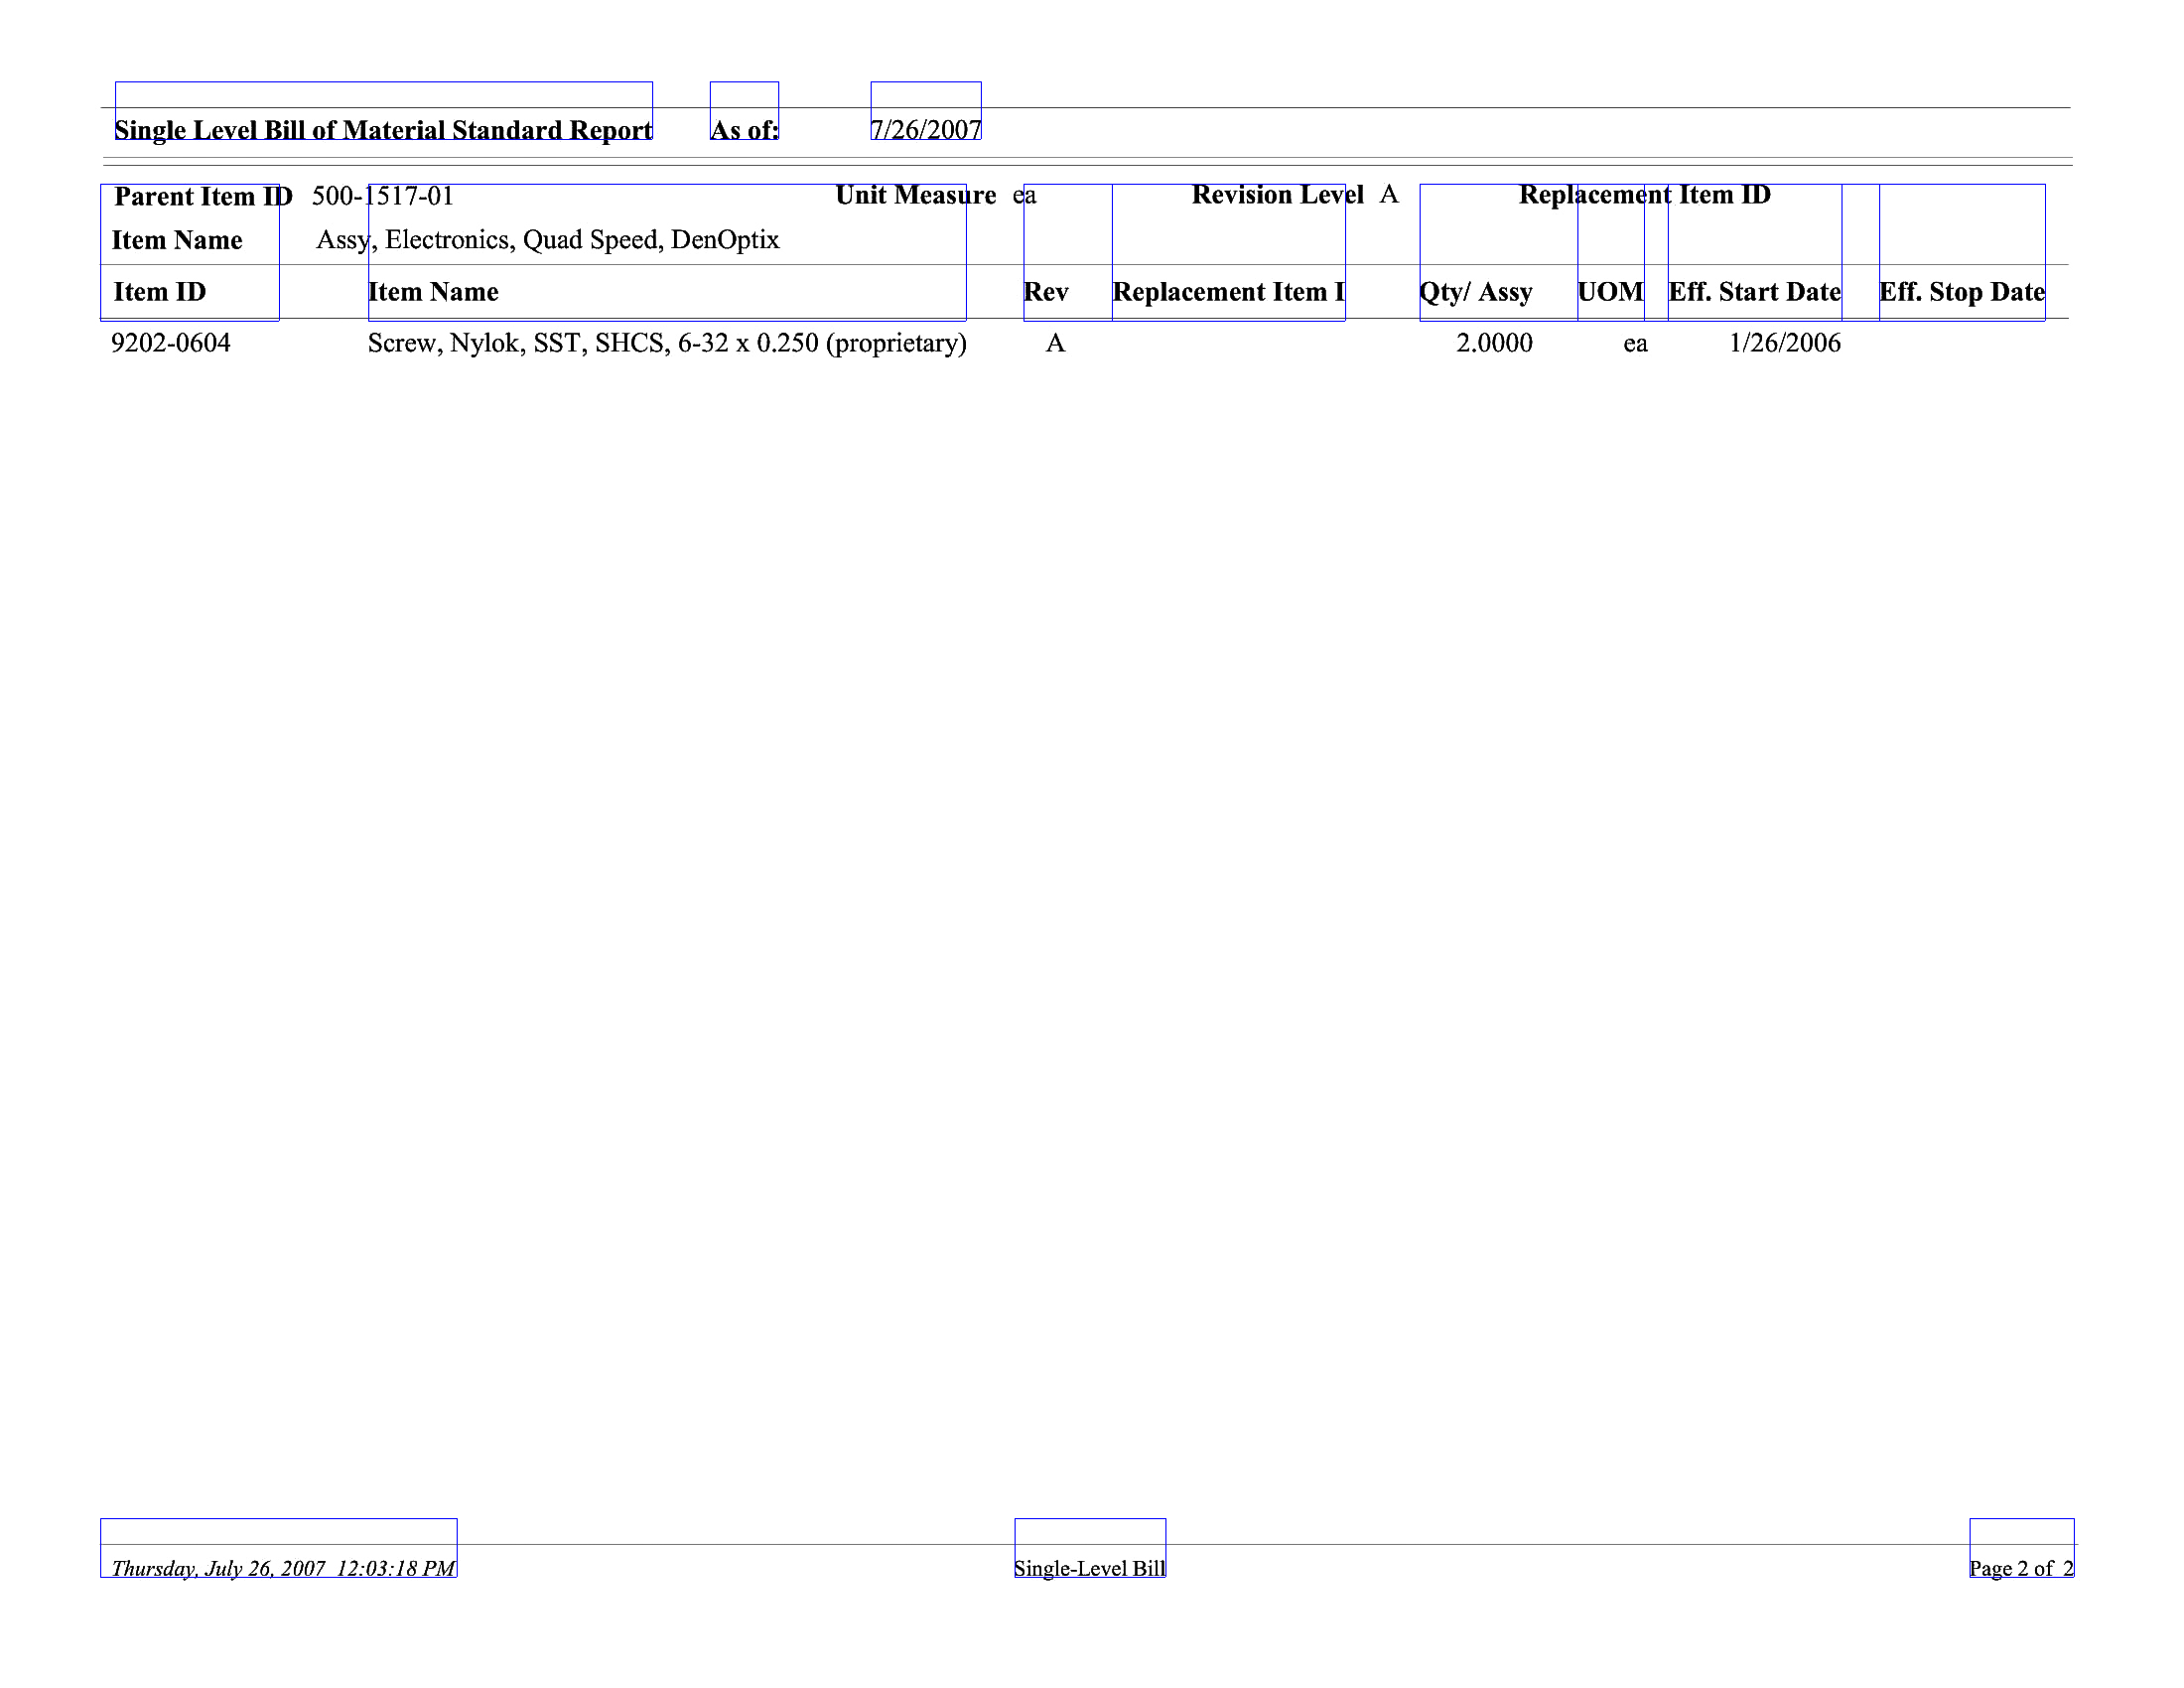 Single Level Bill of Material Standard Report As of: 7/26/2007
Parent Item ID 500-1517-01 Unit Measure ea Revision Level A Replacement Item ID
Item Name Assy, Electronics, Quad Speed, DenOptix
Item ID Item Name Rev Replacement Item I Qty/ Assy UOM Eff. Start Date Eff. Stop Date
9202-0604 Screw, Nylok, SST, SHCS, 6-32 x 0.250 (proprietary) A 2.0000 ea 1/26/2006
Thursday, July 26, 2007 12:03:18 PM Single-Level Bill Page 2 of 2